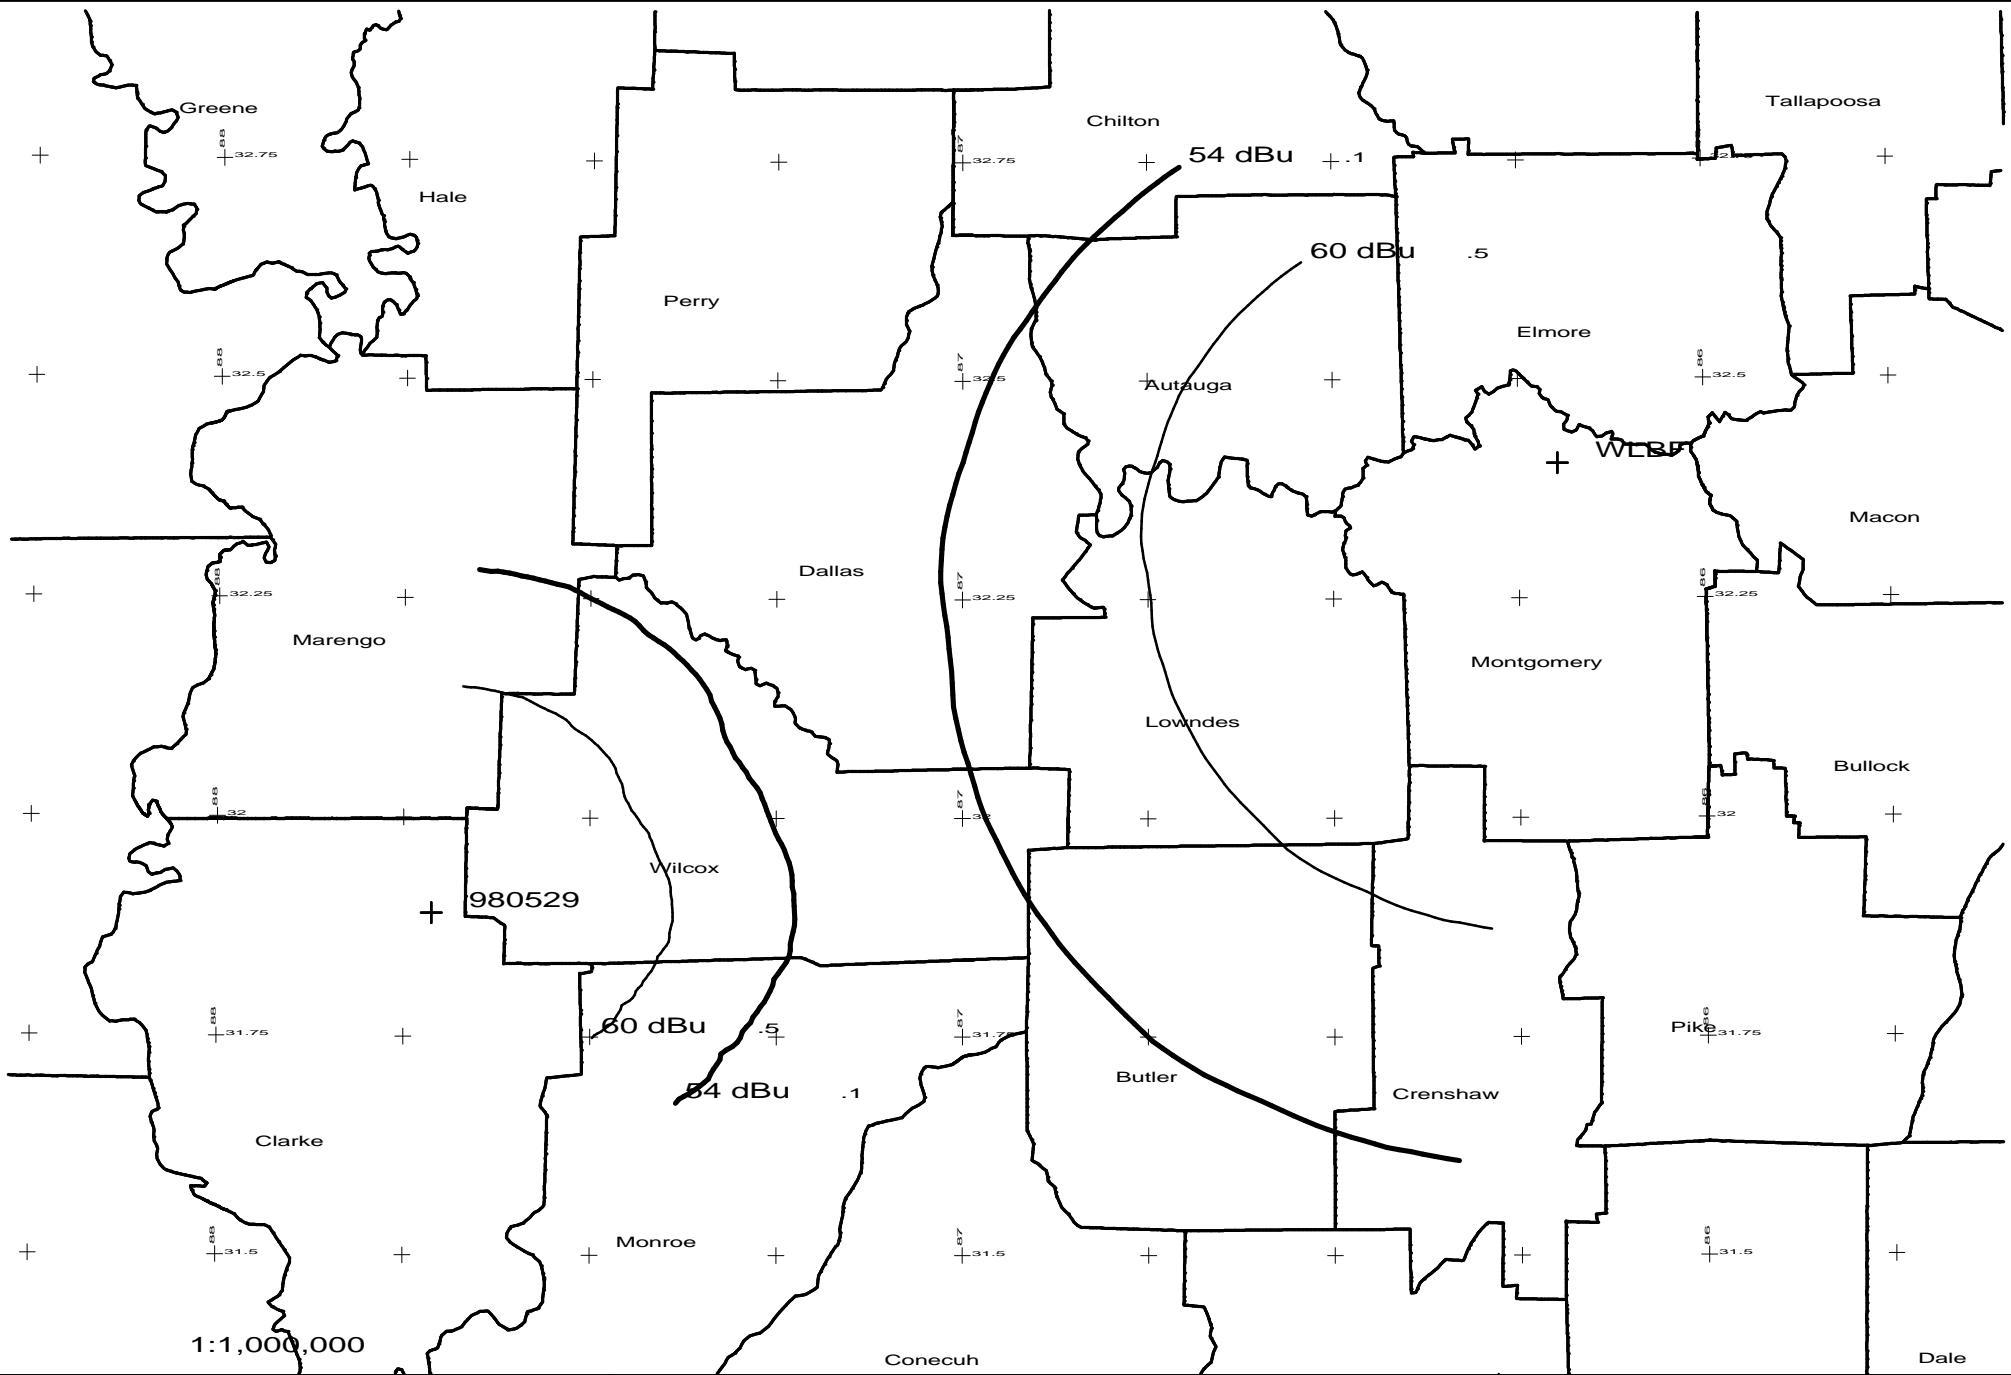 Tallapoosa
Greene
Chilton
88
32.75
87
32.75
54 dBu .1
Hale
60 dBu .5
Perry
Elmore
88
32.5
87
32.5
86
32.5
Autauga
WLBF
Macon
Dallas
88
32.25
87
32.25
86
32.25
Marengo
Montgomery
Lowndes
Bullock
88
32
87
32
86
32
Wilcox
980529
60 dBu .5
88
31.75
87
31.75
Pike
86
31.75
Butler
54 dBu .1
Crenshaw
Clarke
Monroe
88
31.5
87
31.5
86
31.5
1:1,000,000
Conecuh
Dale